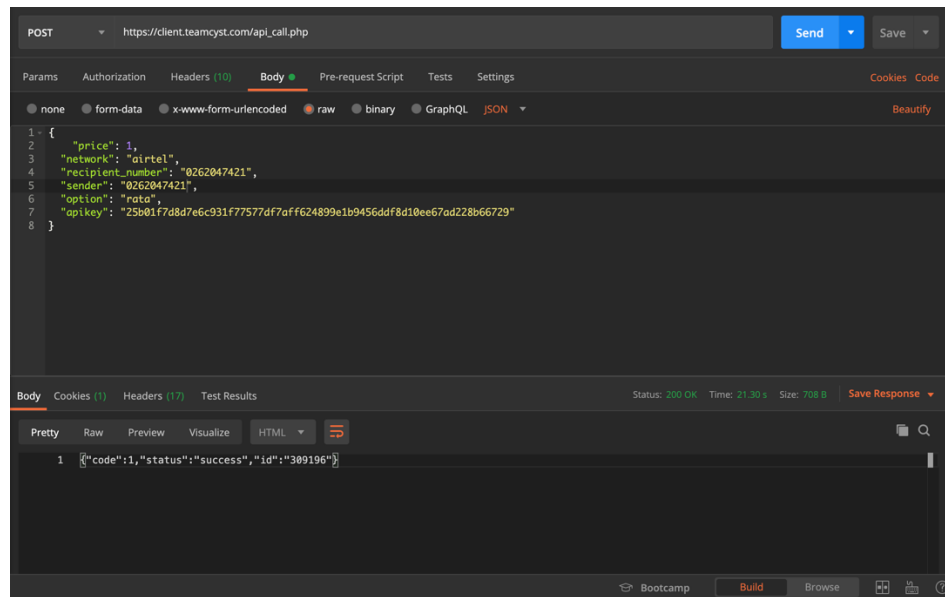 POST https://client.teamcyst.com/api_call.php Send Save
Params Authorization Headers (10) Body Pre-request Script Tests Settings Cookies Code
none form-data x-www-form-urlencoded raw binary GraphQL JSON Beautify
1 {
2 "price": 1,
3 "network": "airtel",
4 "recipient_number": "0262047421",
5 "sender": "0262047421",
6 "option": "rata",
7 "apikey": "25b01f7d8d7e6c931f77577df7aff624899e1b9456ddf8d10ee67ad228b66729"
8 }
Body Cookies (1) Headers (17) Test Results Status: 200 OK Time: 21.30 s Size: 708 B Save Response
Pretty Raw Preview Visualize HTML
1 {"code":1,"status":"success","id":"309196"}
Bootcamp Build Browse